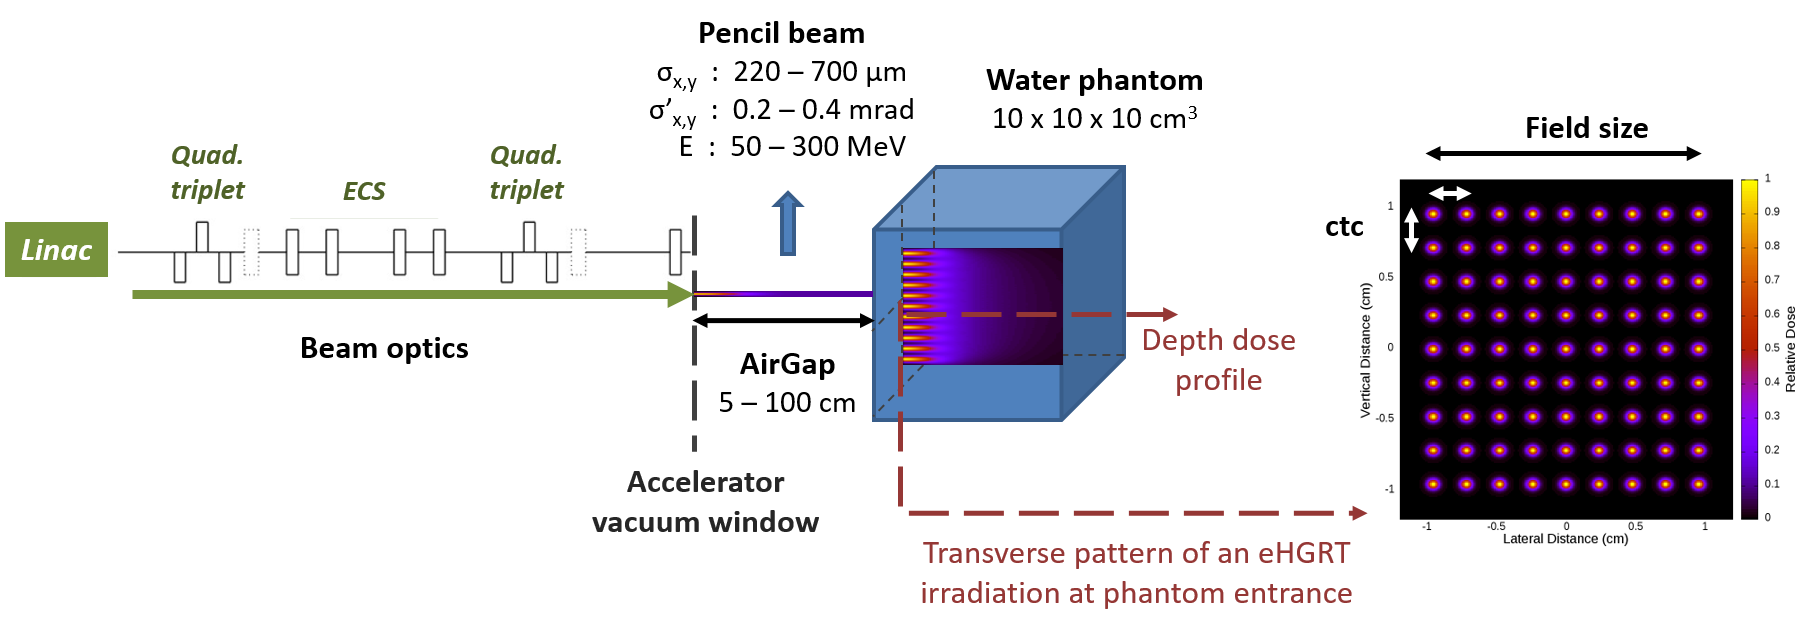 Pencil beam
σx,y : 220 – 700 µm
σ’x,y : 0.2 – 0.4 mrad
E : 50 – 300 MeV
Water phantom
10 x 10 x 10 cm³
Quad.
triplet
ECS
Quad.
triplet
Linac
Beam optics
AirGap
5 – 100 cm
Accelerator
vacuum window
Depth dose
profile
Transverse pattern of an eHGRT
irradiation at phantom entrance
Field size
ctc
Vertical Distance (cm)
1
0.5
0
-0.5
-1
-1
-0.5
0
0.5
1
Lateral Distance (cm)
1
0.9
0.8
0.7
0.6
0.5
0.4
0.3
0.2
0.1
0
Relative Dose